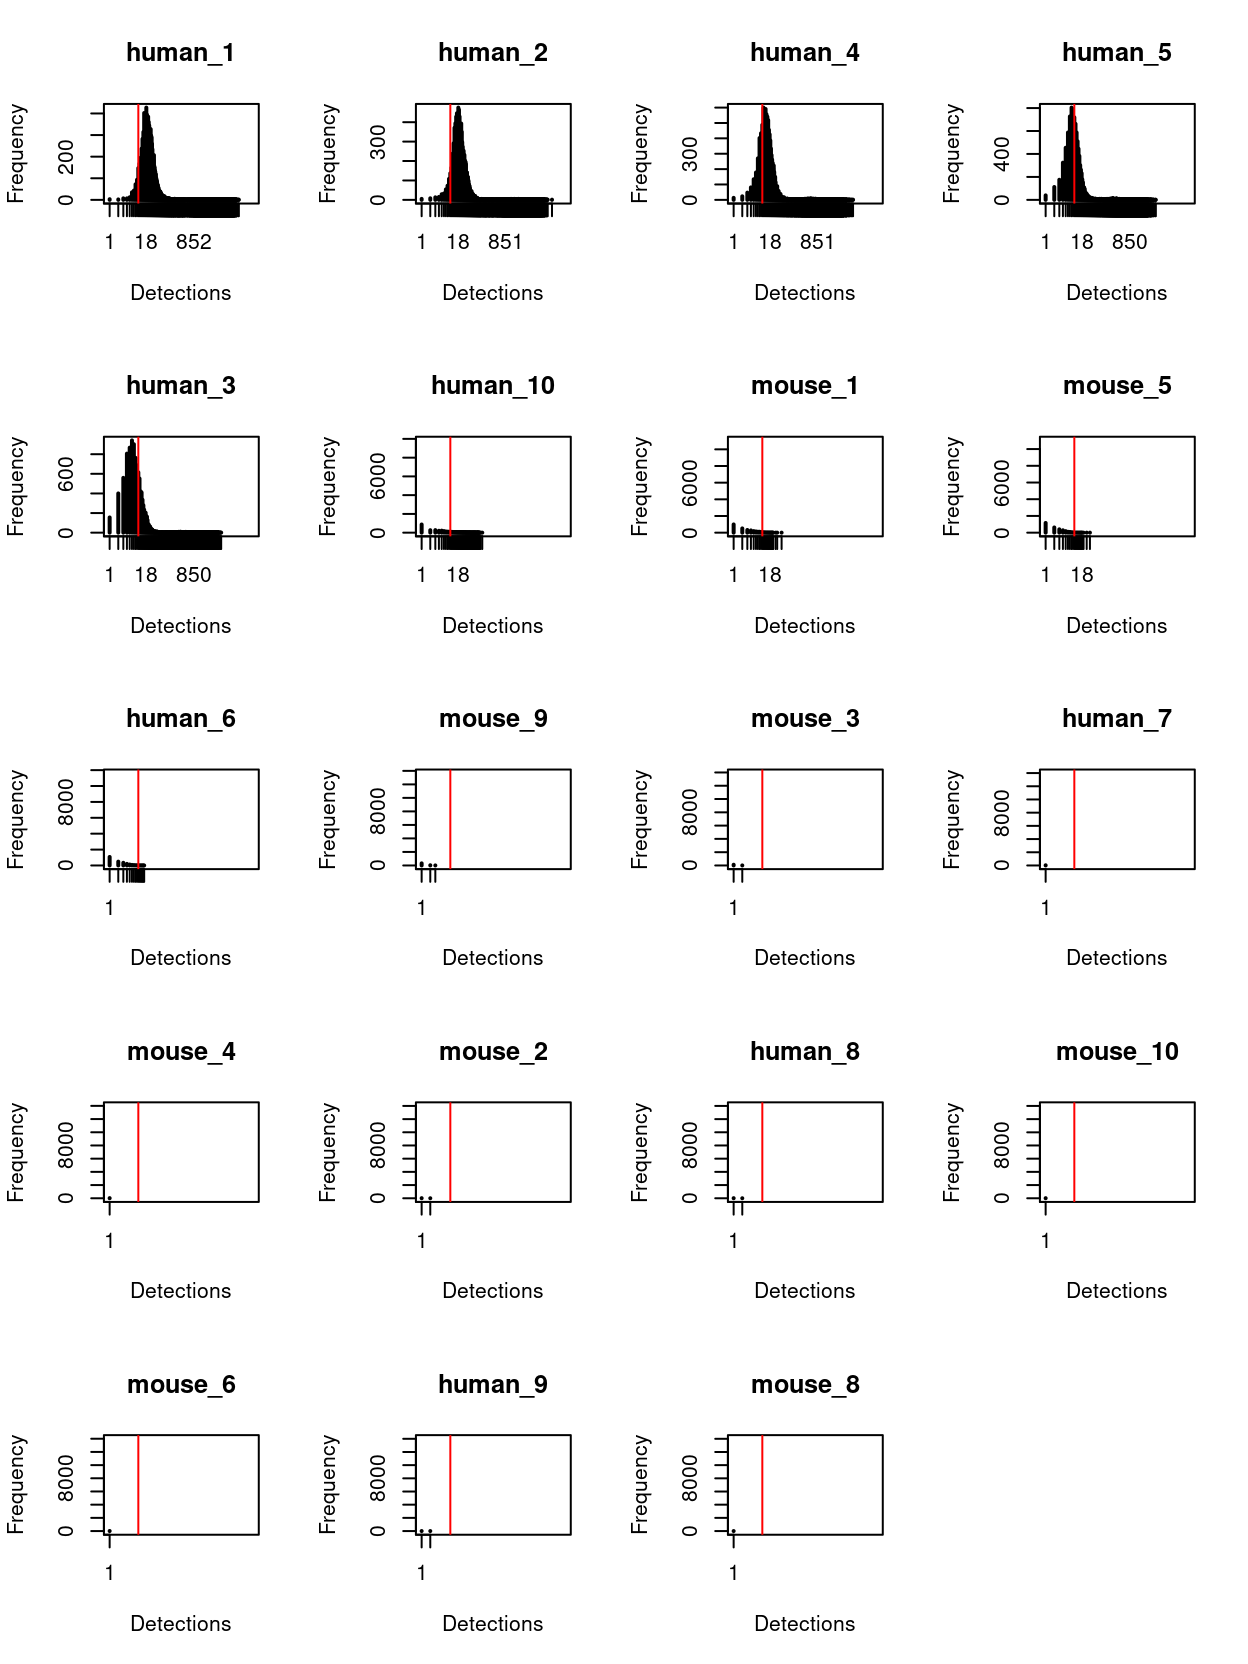 human_1 human_2 human_4 human_5
Frequency 0 200 Frequency 0 300 Frequency 0 300 Frequency 0 400
1 18 852 1 18 851 1 18 851 1 18 850
Detections Detections Detections Detections
human_3 human_10 mouse_1 mouse_5
Frequency 0 600 Frequency 0 6000 Frequency 0 6000 Frequency 0 6000
1 18 850 1 18 1 18 1 18
Detections Detections Detections Detections
human_6 mouse_9 mouse_3 human_7
Frequency 0 8000 Frequency 0 8000 Frequency 0 8000 Frequency 0 8000
1 1 1 1
Detections Detections Detections Detections
mouse_4 mouse_2 human_8 mouse_10
Frequency 0 8000 Frequency 0 8000 Frequency 0 8000 Frequency 0 8000
1 1 1 1
Detections Detections Detections Detections
mouse_6 human_9 mouse_8
Frequency 0 8000 Frequency 0 8000 Frequency 0 8000
1 1 1
Detections Detections Detections